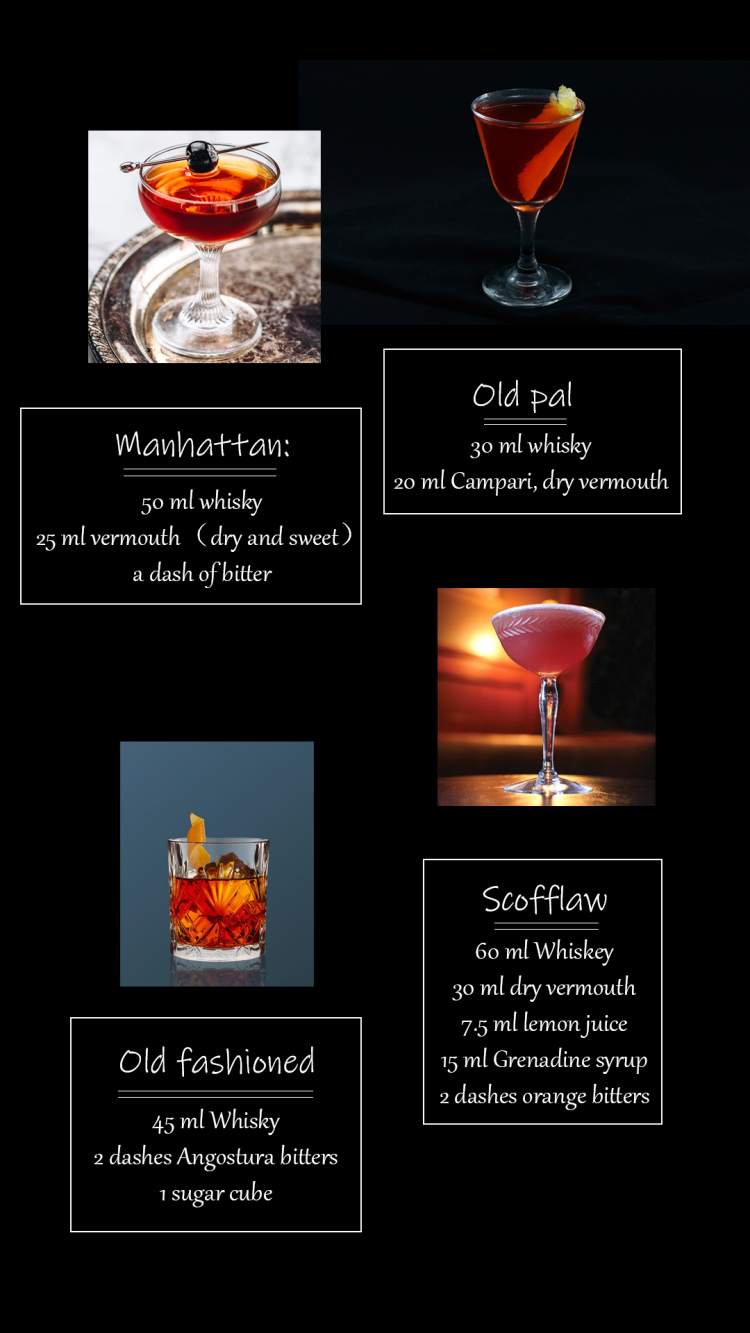 Old pal
30 ml whisky
20 ml Campari, dry vermouth
Manhattan:
50 ml whisky
25 ml vermouth（dry and sweet）
a dash of bitter
Scofflaw
60 ml Whiskey
30 ml dry vermouth
7.5 ml lemon juice
15 ml Grenadine syrup
2 dashes orange bitters
Old fashioned
45 ml Whisky
2 dashes Angostura bitters
1 sugar cube